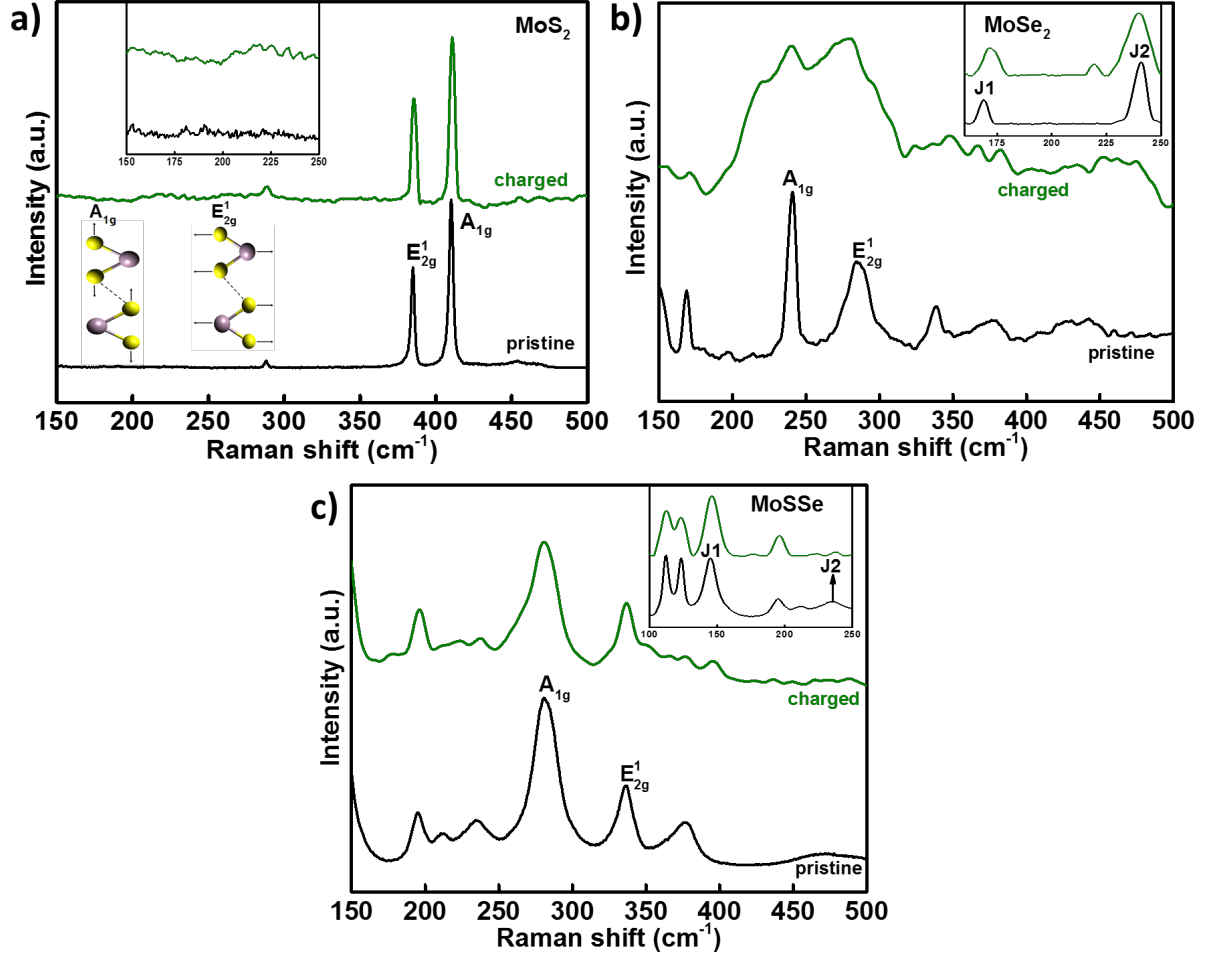 a)
MoS2
150 175 200 225 250
charged
A1g
E12g
E12g
A1g
pristine
Intensity (a.u.)
150 200 250 300 350 400 450 500
Raman shift (cm-1)
b)
MoSe2
J1
J2
175 200 225 250
A1g
E12g
charged
pristine
Intensity (a.u.)
150 200 250 300 350 400 450 500
Raman shift (cm-1)
c)
MoSSe
J1
J2
100 150 200 250
A1g
E12g
charged
pristine
Intensity (a.u.)
150 200 250 300 350 400 450 500
Raman shift (cm-1)